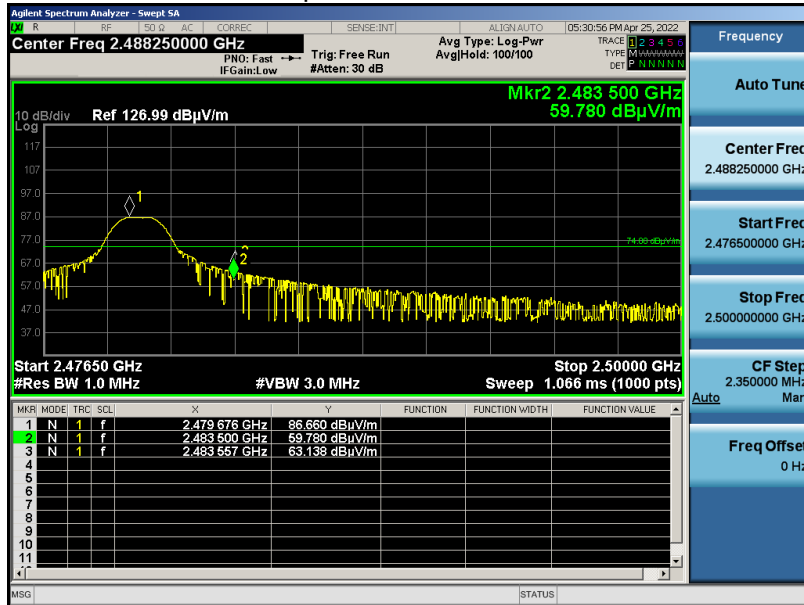 Agilent Spectrum Analyzer - Swept SA
LXI R RF 50 Ω AC CORREC SENSE:INT ALIGN AUTO 05:30:56 PM Apr 25, 2022
Center Freq 2.488250000 GHz
PNO: Fast
IFGain:Low
Trig: Free Run
#Atten: 30 dB
Avg Type: Log-Pwr
Avg|Hold: 100/100
TRACE 1 2 3 4 5 6
TYPE M
DET P N N N N N
Mkr2 2.483 500 GHz
59.780 dBµV/m
10 dB/div Ref 126.99 dBµV/m
Log
117
107
97.0
87.0
77.0
67.0
57.0
47.0
37.0
1
2
74.00 dBµV/m
Start 2.47650 GHz Stop 2.50000 GHz
#Res BW 1.0 MHz #VBW 3.0 MHz Sweep 1.066 ms (1000 pts)
MKR MODE TRC SCL X Y FUNCTION FUNCTION WIDTH FUNCTION VALUE
1 N 1 f 2.479 676 GHz 86.660 dBµV/m
2 N 1 f 2.483 500 GHz 59.780 dBµV/m
3 N 1 f 2.483 557 GHz 63.138 dBµV/m
4
5
6
7
8
9
10
11
MSG STATUS
Frequency
Auto Tune
Center Freq
2.488250000 GHz
Start Freq
2.476500000 GHz
Stop Freq
2.500000000 GHz
CF Step
2.350000 MHz
Auto Man
Freq Offset
0 Hz